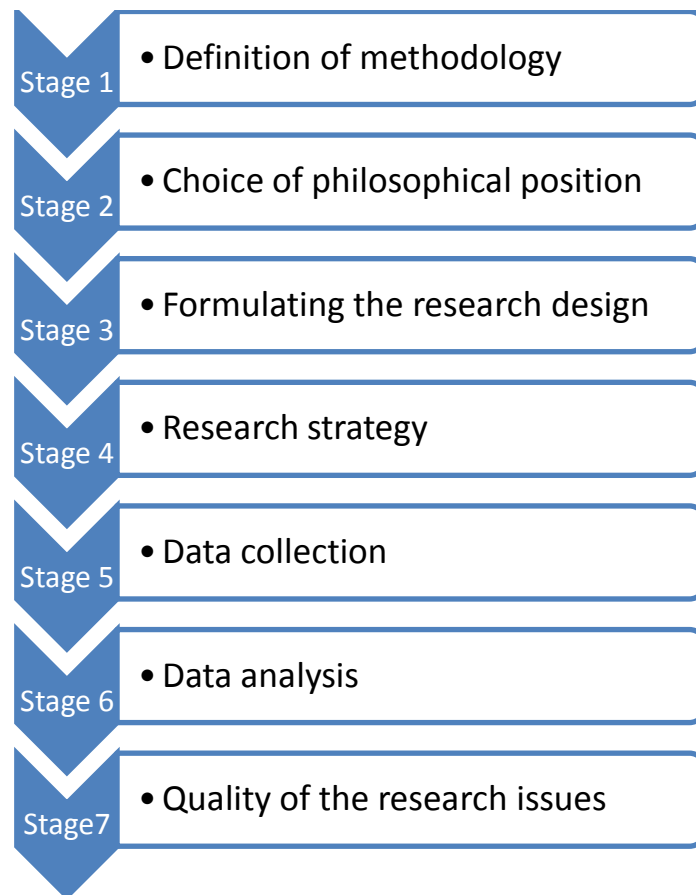 Stage 1
• Definition of methodology
Stage 2
• Choice of philosophical position
Stage 3
• Formulating the research design
Stage 4
• Research strategy
Stage 5
• Data collection
Stage 6
• Data analysis
Stage7
• Quality of the research issues